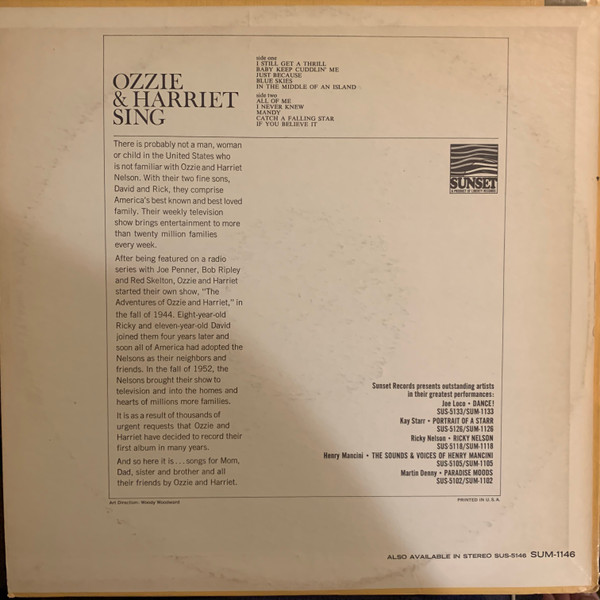 OZZIE
& HARRIET
SING
side one
I STILL GET A THRILL
BABY KEEP CUDDLIN' ME
JUST BECAUSE
BLUE SKIES
IN THE MIDDLE OF AN ISLAND
side two
ALL OF ME
I NEVER KNEW
MANDY
CATCH A FALLING STAR
IF YOU BELIEVE IT
There is probably not a man, woman
or child in the United States who
is not familiar with Ozzie and Harriet
Nelson. With their two fine sons,
David and Rick, they comprise
America's best known and best loved
family. Their weekly television
show brings entertainment to more
than twenty million families
every week.
After being featured on a radio
series with Joe Penner, Bob Ripley
and Red Skelton, Ozzie and Harriet
started their own show, "The
Adventures of Ozzie and Harriet," in
the fall of 1944. Eight-year-old
Ricky and eleven-year-old David
joined them four years later and
soon all of America had adopted the
Nelsons as their neighbors and
friends. In the fall of 1952, the
Nelsons brought their show to
television and into the homes and
hearts of millions more families.
It is as a result of thousands of
urgent requests that Ozzie and
Harriet have decided to record their
first album in many years.
And so here it is...songs for Mom,
Dad, sister and brother and all
their friends by Ozzie and Harriet.
SUNSET
A PRODUCT OF LIBERTY RECORDS
Sunset Records presents outstanding artists
in their greatest performances:
Joe Loco • DANCE!
SUS-5133/SUM-1133
Kay Starr • PORTRAIT OF A STARR
SUS-5126/SUM-1126
Ricky Nelson • RICKY NELSON
SUS-5118/SUM-1118
Henry Mancini • THE SOUNDS & VOICES OF HENRY MANCINI
SUS-5105/SUM-1105
Martin Denny • PARADISE MOODS
SUS-5102/SUM-1102
Art Direction: Woody Woodward
PRINTED IN U.S.A.
ALSO AVAILABLE IN STEREO SUS-5146 SUM-1146